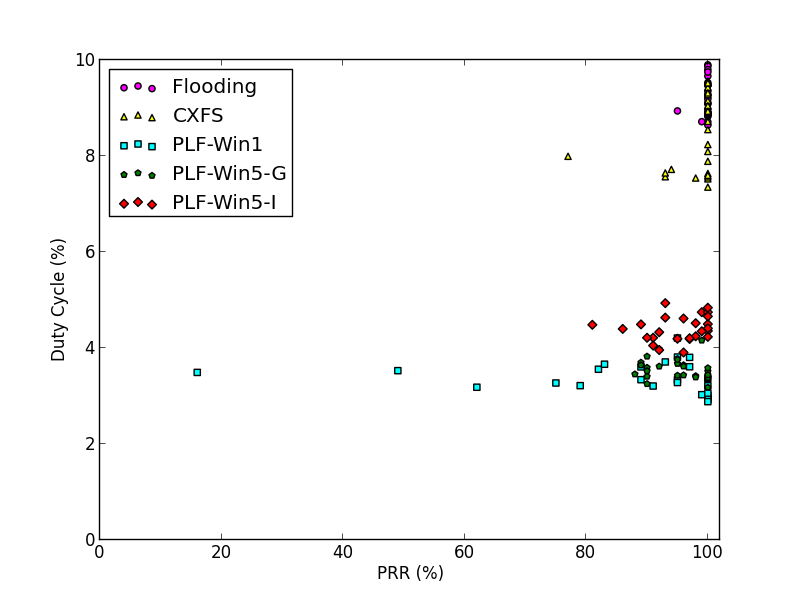 10
8
6
4
2
0
Duty Cycle (%)
Flooding
CXFS
PLF-Win1
PLF-Win5-G
PLF-Win5-I
0 20 40 60 80 100
PRR (%)